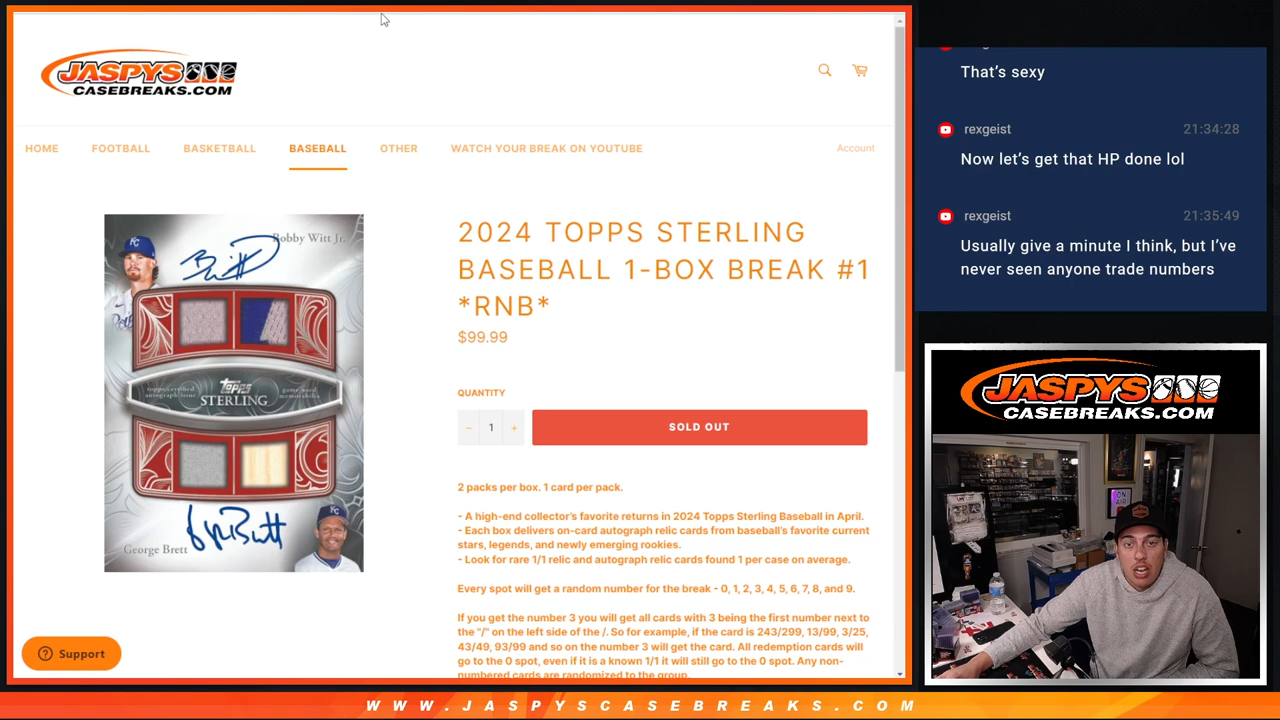 JASPYS
CASEBREAKS.COM
HOME
FOOTBALL
BASKETBALL
BASEBALL
OTHER
WATCH YOUR BREAK ON YOUTUBE
Account
Bobby Witt Jr.
topps certified
autograph issue
Topps
STERLING
game-used
memorabilia
George Brett
2024 TOPPS STERLING
BASEBALL 1-BOX BREAK #1
*RNB*
$99.99
QUANTITY
− 1 +
SOLD OUT
2 packs per box. 1 card per pack.
- A high-end collector's favorite returns in 2024 Topps Sterling Baseball in April.
- Each box delivers on-card autograph relic cards from baseball's favorite current
stars, legends, and newly emerging rookies.
- Look for rare 1/1 relic and autograph relic cards found 1 per case on average.
Every spot will get a random number for the break - 0, 1, 2, 3, 4, 5, 6, 7, 8, and 9.
If you get the number 3 you will get all cards with 3 being the first number next to
the "/" on the left side of the /. So for example, if the card is 243/299, 13/99, 3/25,
43/49, 93/99 and so on the number 3 will get the card. All redemption cards will
go to the 0 spot, even if it is a known 1/1 it will still go to the 0 spot. Any non-
numbered cards are randomized to the group.
Support
That's sexy
rexgeist 21:34:28
Now let's get that HP done lol
rexgeist 21:35:49
Usually give a minute I think, but I've
never seen anyone trade numbers
JASPYS
CASEBREAKS.COM
ON
AIR
WWW.JASPYSCASEBREAKS.COM